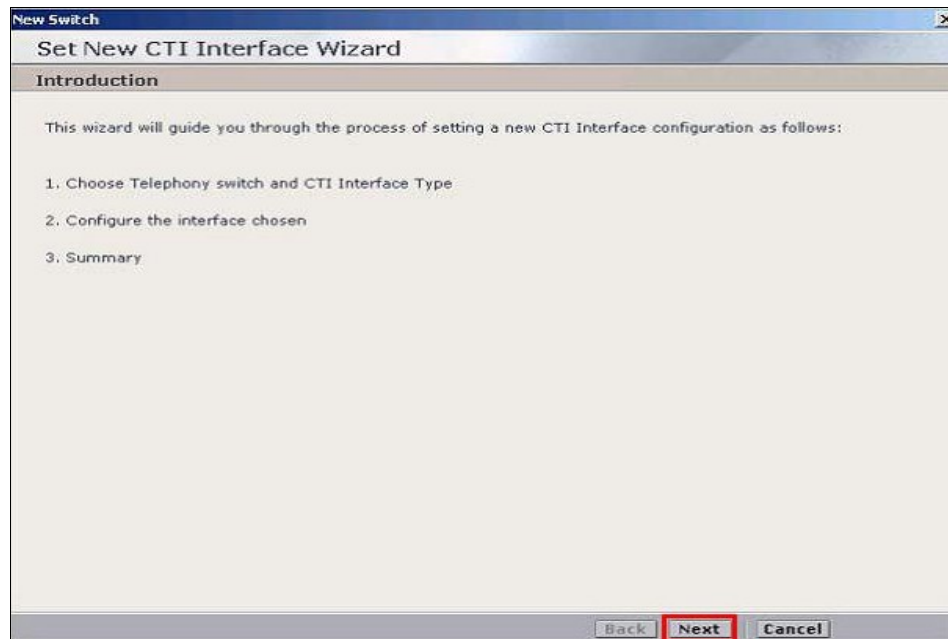 New Switch
Set New CTI Interface Wizard
Introduction
This wizard will guide you through the process of setting a new CTI Interface configuration as follows:
1. Choose Telephony switch and CTI Interface Type
2. Configure the interface chosen
3. Summary
Back Next Cancel